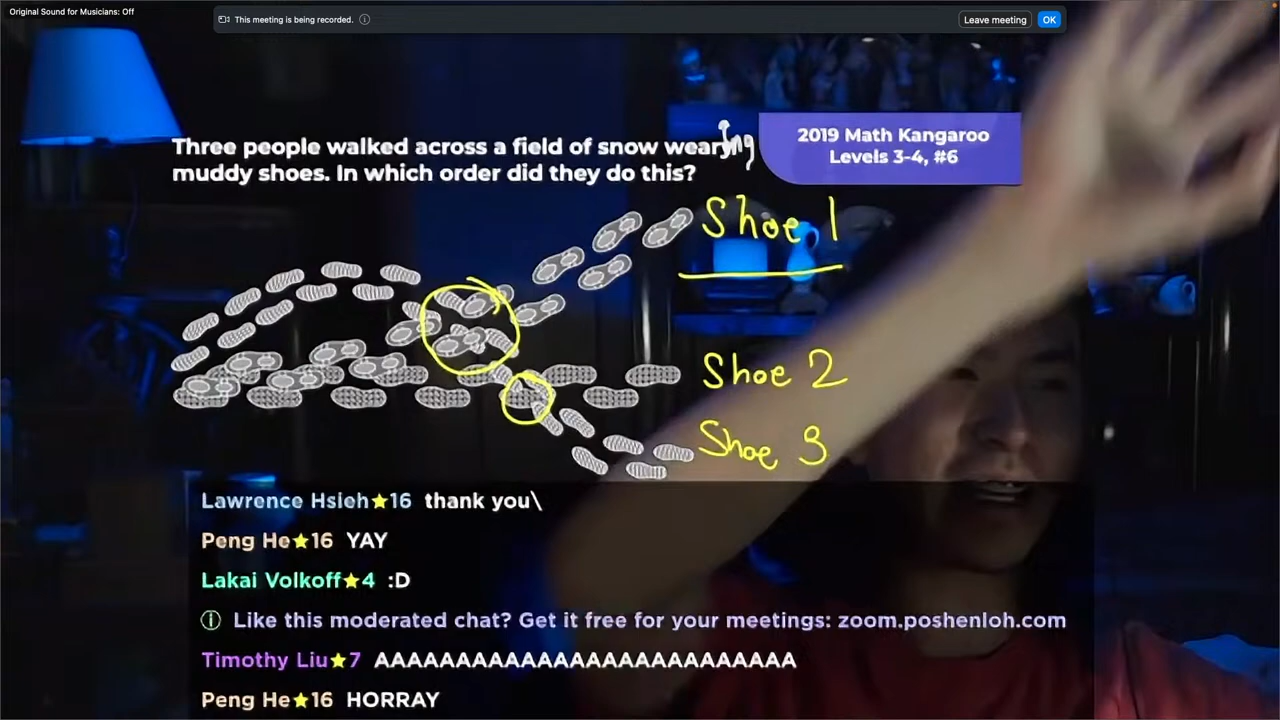 Original Sound for Musicians: Off
This meeting is being recorded.
Leave meeting
OK
Three people walked across a field of snow wearing
muddy shoes. In which order did they do this?
2019 Math Kangaroo
Levels 3-4, #6
Shoe 1
Shoe 2
Shoe 3
Lawrence Hsieh★16 thank you\
Peng He★16 YAY
Lakai Volkoff★4 :D
Like this moderated chat? Get it free for your meetings: zoom.poshenloh.com
Timothy Liu★7 AAAAAAAAAAAAAAAAAAAAAAAAAA
Peng He★16 HORRAY